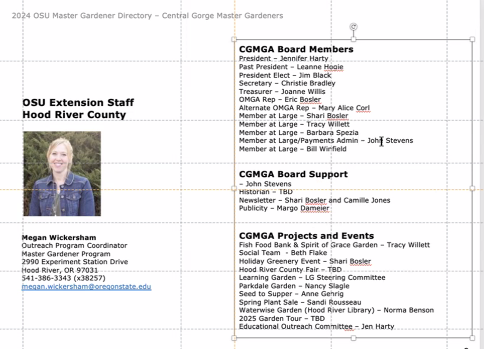 2024 OSU Master Gardener Directory – Central Gorge Master Gardeners
OSU Extension Staff
Hood River County
Megan Wickersham
Outreach Program Coordinator
Master Gardener Program
2990 Experiment Station Drive
Hood River, OR 97031
541-386-3343 (x38257)
megan.wickersham@oregonstate.edu
CGMGA Board Members
President – Jennifer Harty
Past President – Leanne Hogie
President Elect – Jim Black
Secretary – Christie Bradley
Treasurer – Joanne Willis
OMGA Rep – Eric Bosler
Alternate OMGA Rep – Mary Alice Corl
Member at Large – Shari Bosler
Member at Large – Tracy Willett
Member at Large – Barbara Spezia
Member at Large/Payments Admin – John Stevens
Member at Large – Bill Winfield
CGMGA Board Support
– John Stevens
Historian – TBD
Newsletter – Shari Bosler and Camille Jones
Publicity – Margo Dameier
CGMGA Projects and Events
Fish Food Bank & Spirit of Grace Garden – Tracy Willett
Social Team - Beth Flake
Holiday Greenery Event – Shari Bosler
Hood River County Fair – TBD
Learning Garden – LG Steering Committee
Parkdale Garden – Nancy Slagle
Seed to Supper – Anne Gehrig
Spring Plant Sale – Sandi Rousseau
Waterwise Garden (Hood River Library) – Norma Benson
2025 Garden Tour – TBD
Educational Outreach Committee – Jen Harty